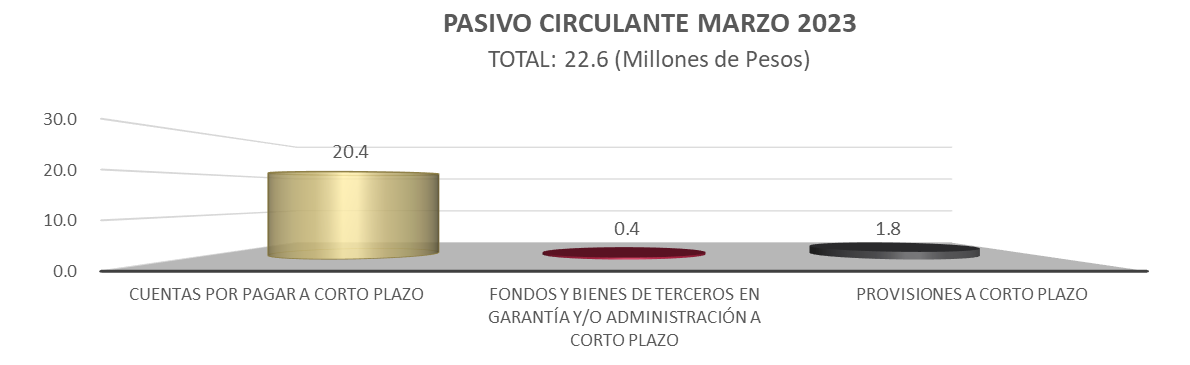 PASIVO CIRCULANTE MARZO 2023
TOTAL: 22.6 (Millones de Pesos)
30.0
20.0
10.0
0.0
20.4
0.4
1.8
CUENTAS POR PAGAR A CORTO PLAZO
FONDOS Y BIENES DE TERCEROS EN
GARANTÍA Y/O ADMINISTRACIÓN A
CORTO PLAZO
PROVISIONES A CORTO PLAZO